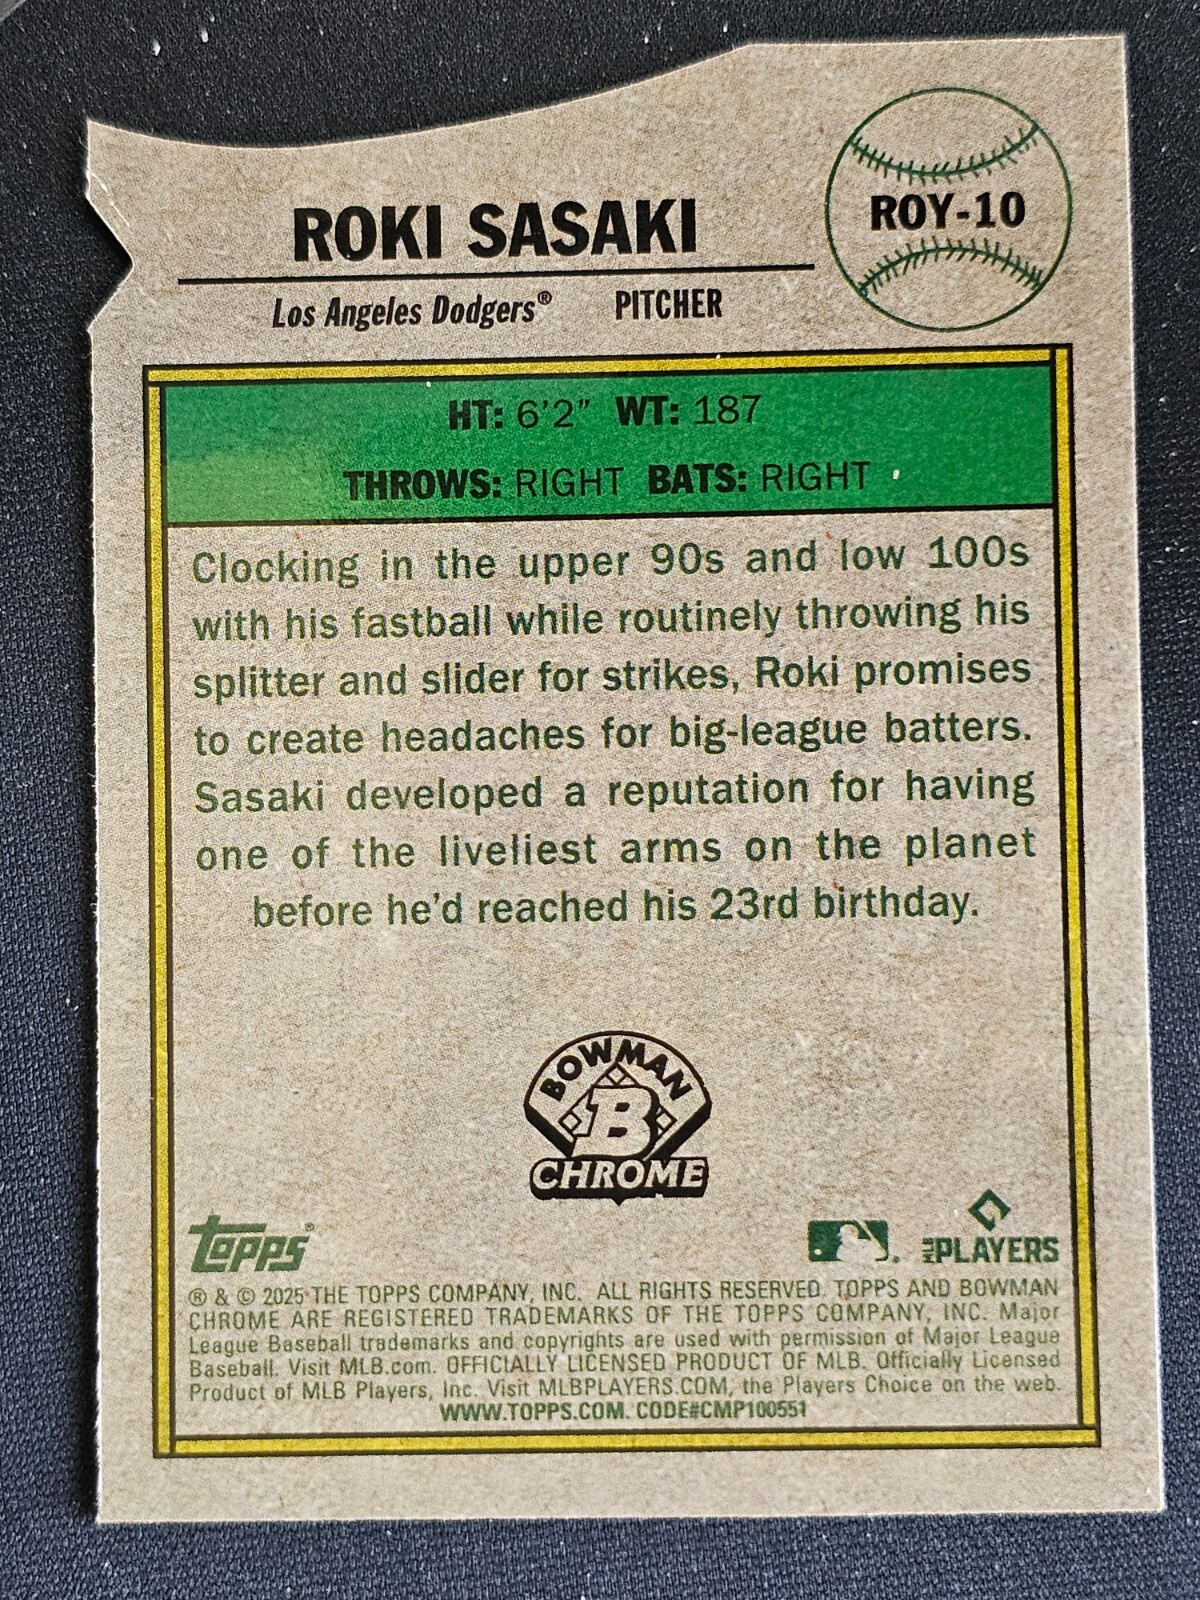 ROKI SASAKI
ROY-10
Los Angeles Dodgers® PITCHER
HT: 6'2" WT: 187
THROWS: RIGHT BATS: RIGHT
Clocking in the upper 90s and low 100s
with his fastball while routinely throwing his
splitter and slider for strikes, Roki promises
to create headaches for big-league batters.
Sasaki developed a reputation for having
one of the liveliest arms on the planet
before he'd reached his 23rd birthday.
BOWMAN
B
CHROME
Topps®
MLB PLAYERS
® & © 2025 THE TOPPS COMPANY, INC. ALL RIGHTS RESERVED. TOPPS AND BOWMAN
CHROME ARE REGISTERED TRADEMARKS OF THE TOPPS COMPANY, INC. Major
League Baseball trademarks and copyrights are used with permission of Major League
Baseball. Visit MLB.com. OFFICIALLY LICENSED PRODUCT OF MLB. Officially Licensed
Product of MLB Players, Inc. Visit MLBPLAYERS.COM, the Players Choice on the web.
WWW.TOPPS.COM. CODE#CMP100551